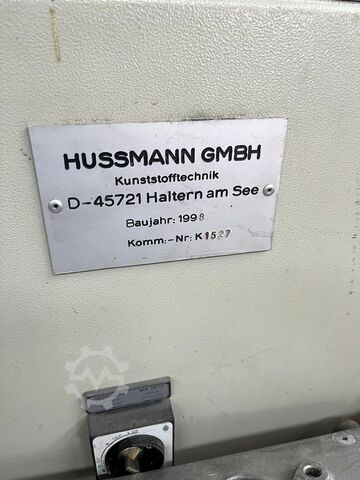 HUSSMANN GMBH
Kunststofftechnik
D-45721 Haltern am See
Baujahr: 1998
Komm:-Nr: K1527